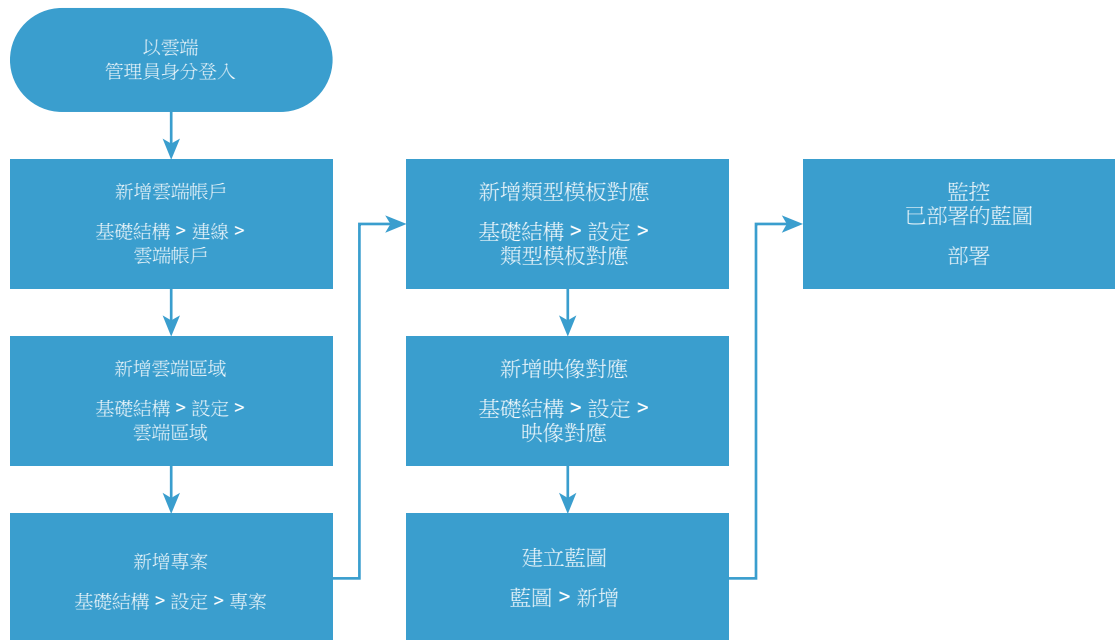 以雲端
管理員身分登入
新增雲端帳戶
基礎結構 > 連線 >
雲端帳戶
新增雲端區域
基礎結構 > 設定 >
雲端區域
新增專案
基礎結構 > 設定 > 專案
新增類型模板對應
基礎結構 > 設定 >
類型模板對應
新增映像對應
基礎結構 > 設定 >
映像對應
建立藍圖
藍圖 > 新增
監控
已部署的藍圖
部署